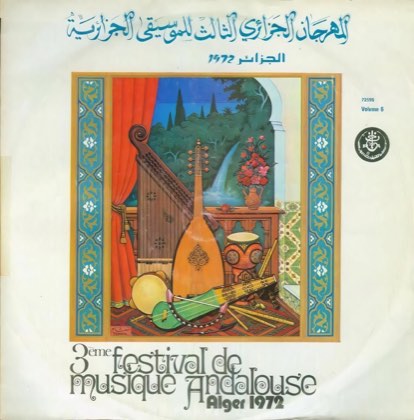 المهرجان الجزائري الثالث للموسيقى الجزائرية
الجزائر 1972
Volume 5
3ème festival de
musique Andalouse
Alger 1972